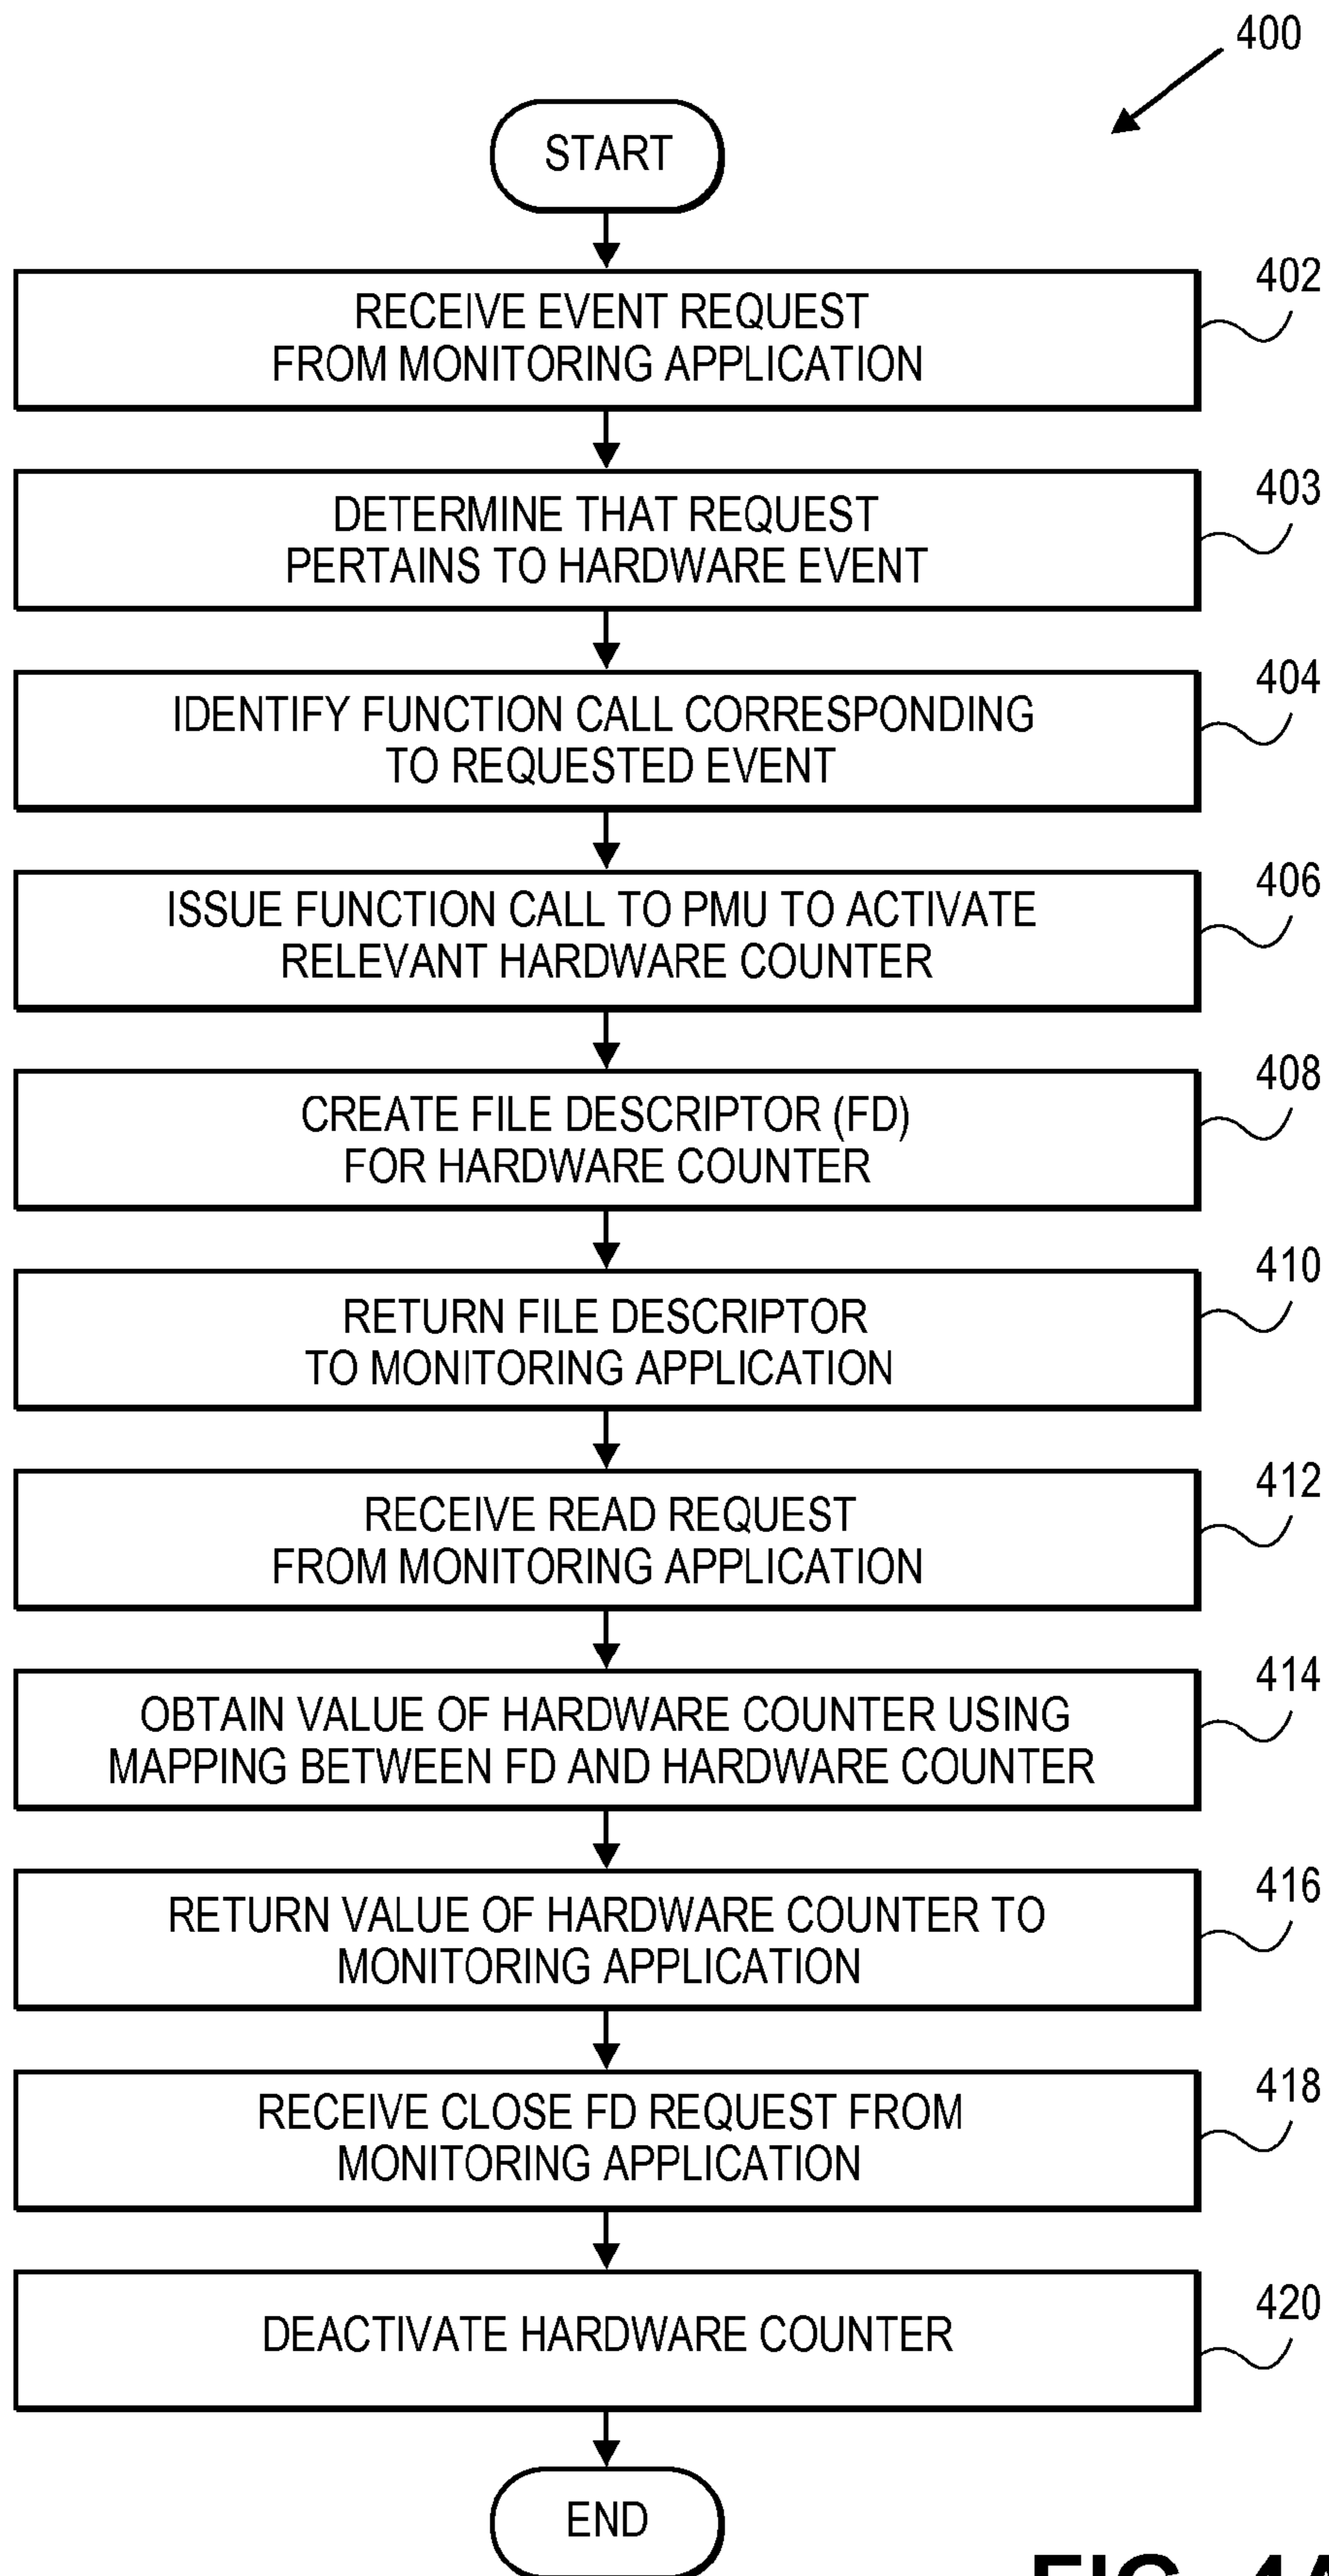 400
START
402
RECEIVE EVENT REQUEST
FROM MONITORING APPLICATION
403
DETERMINE THAT REQUEST
PERTAINS TO HARDWARE EVENT
404
IDENTIFY FUNCTION CALL CORRESPONDING
TO REQUESTED EVENT
406
ISSUE FUNCTION CALL TO PMU TO ACTIVATE
RELEVANT HARDWARE COUNTER
408
CREATE FILE DESCRIPTOR (FD)
FOR HARDWARE COUNTER
410
RETURN FILE DESCRIPTOR
TO MONITORING APPLICATION
412
RECEIVE READ REQUEST
FROM MONITORING APPLICATION
414
OBTAIN VALUE OF HARDWARE COUNTER USING
MAPPING BETWEEN FD AND HARDWARE COUNTER
416
RETURN VALUE OF HARDWARE COUNTER TO
MONITORING APPLICATION
418
RECEIVE CLOSE FD REQUEST FROM
MONITORING APPLICATION
420
DEACTIVATE HARDWARE COUNTER
END